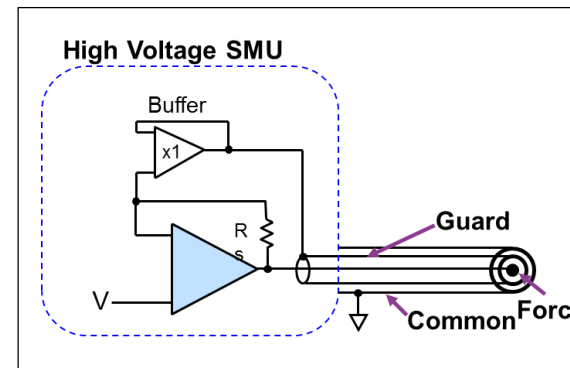 High Voltage SMU
Buffer
x1
R
s
V
Guard
Forc
Common